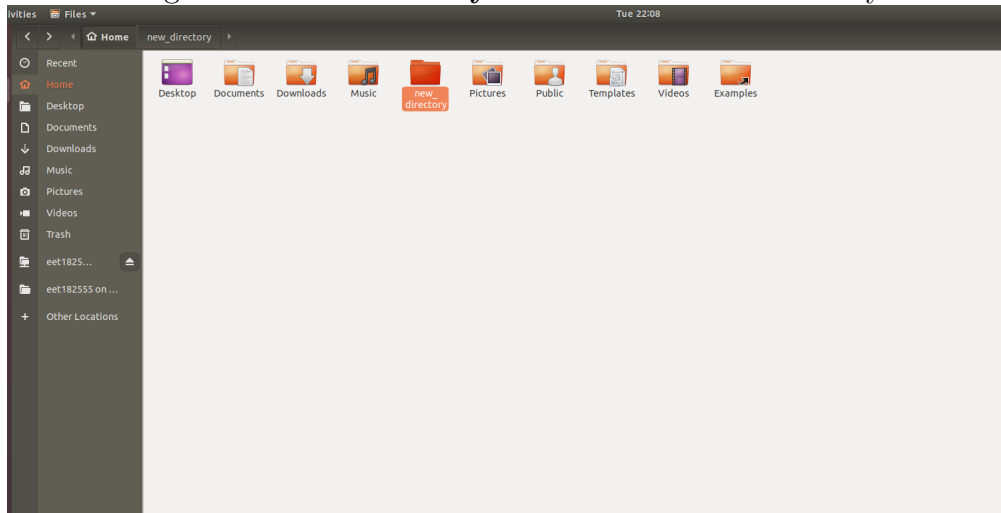 ivities Files Tue 22:08
Home new_directory
Recent
Home
Desktop
Documents
Downloads
Music
Pictures
Videos
Trash
eet1825...
eet182555 on ...
Other Locations
Desktop Documents Downloads Music new_ Pictures Public Templates Videos Examples
directory